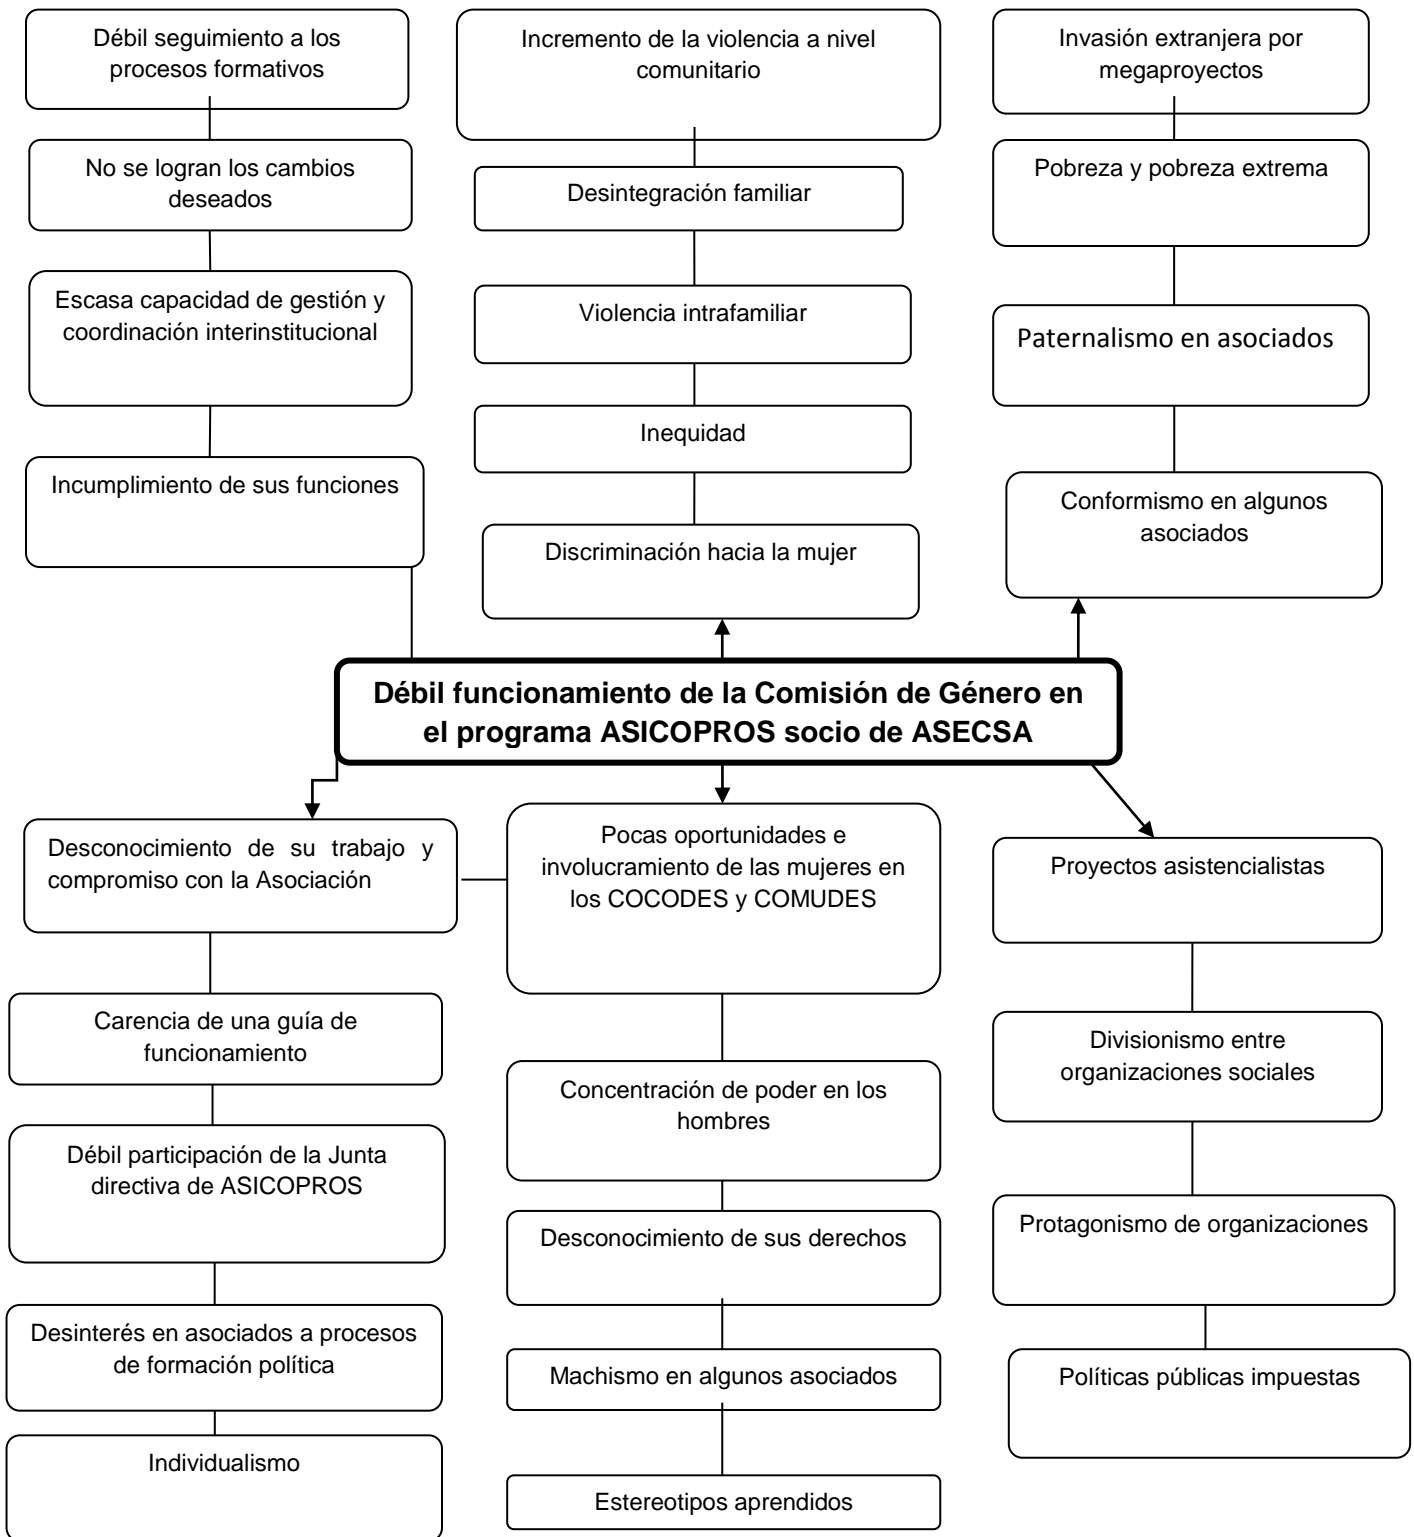 Débil seguimiento a los
procesos formativos
Incremento de la violencia a nivel
comunitario
Invasión extranjera por
megaproyectos
No se logran los cambios
deseados
Desintegración familiar
Pobreza y pobreza extrema
Escasa capacidad de gestión y
coordinación interinstitucional
Violencia intrafamiliar
Paternalismo en asociados
Incumplimiento de sus funciones
Inequidad
Conformismo en algunos
asociados
Discriminación hacia la mujer
Débil funcionamiento de la Comisión de Género en
el programa ASICOPROS socio de ASECSA
Desconocimiento de su trabajo y
compromiso con la Asociación
Pocas oportunidades e
involucramiento de las mujeres en
los COCODES y COMUDES
Proyectos asistencialistas
Carencia de una guía de
funcionamiento
Concentración de poder en los
hombres
Divisionismo entre
organizaciones sociales
Débil participación de la Junta
directiva de ASICOPROS
Desconocimiento de sus derechos
Protagonismo de organizaciones
Desinterés en asociados a procesos
de formación política
Machismo en algunos asociados
Políticas públicas impuestas
Individualismo
Estereotipos aprendidos